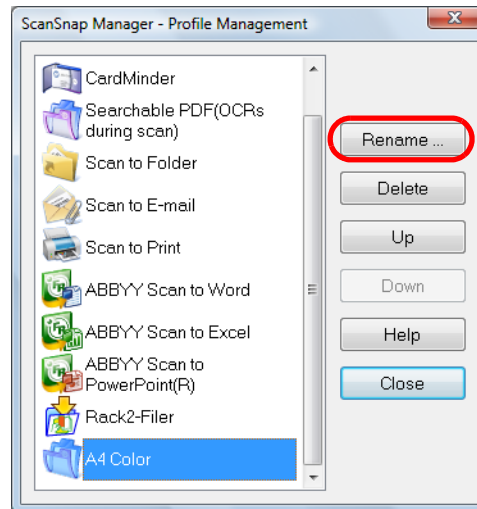 ScanSnap Manager - Profile Management
CardMinder
Searchable PDF(OCRs
during scan)
Scan to Folder
Scan to E-mail
Scan to Print
ABBYY Scan to Word
ABBYY Scan to Excel
ABBYY Scan to
PowerPoint(R)
Rack2-Filer
A4 Color
Rename ...
Delete
Up
Down
Help
Close